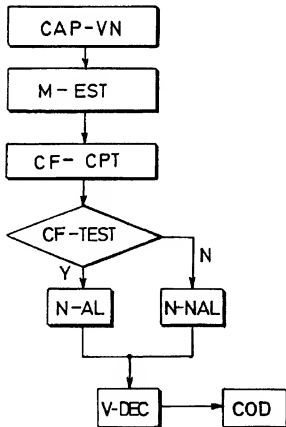 CAP-VN
M-EST
CF-CPT
CF-TEST
Y
N
N-AL
N-NAL
V-DEC
COD